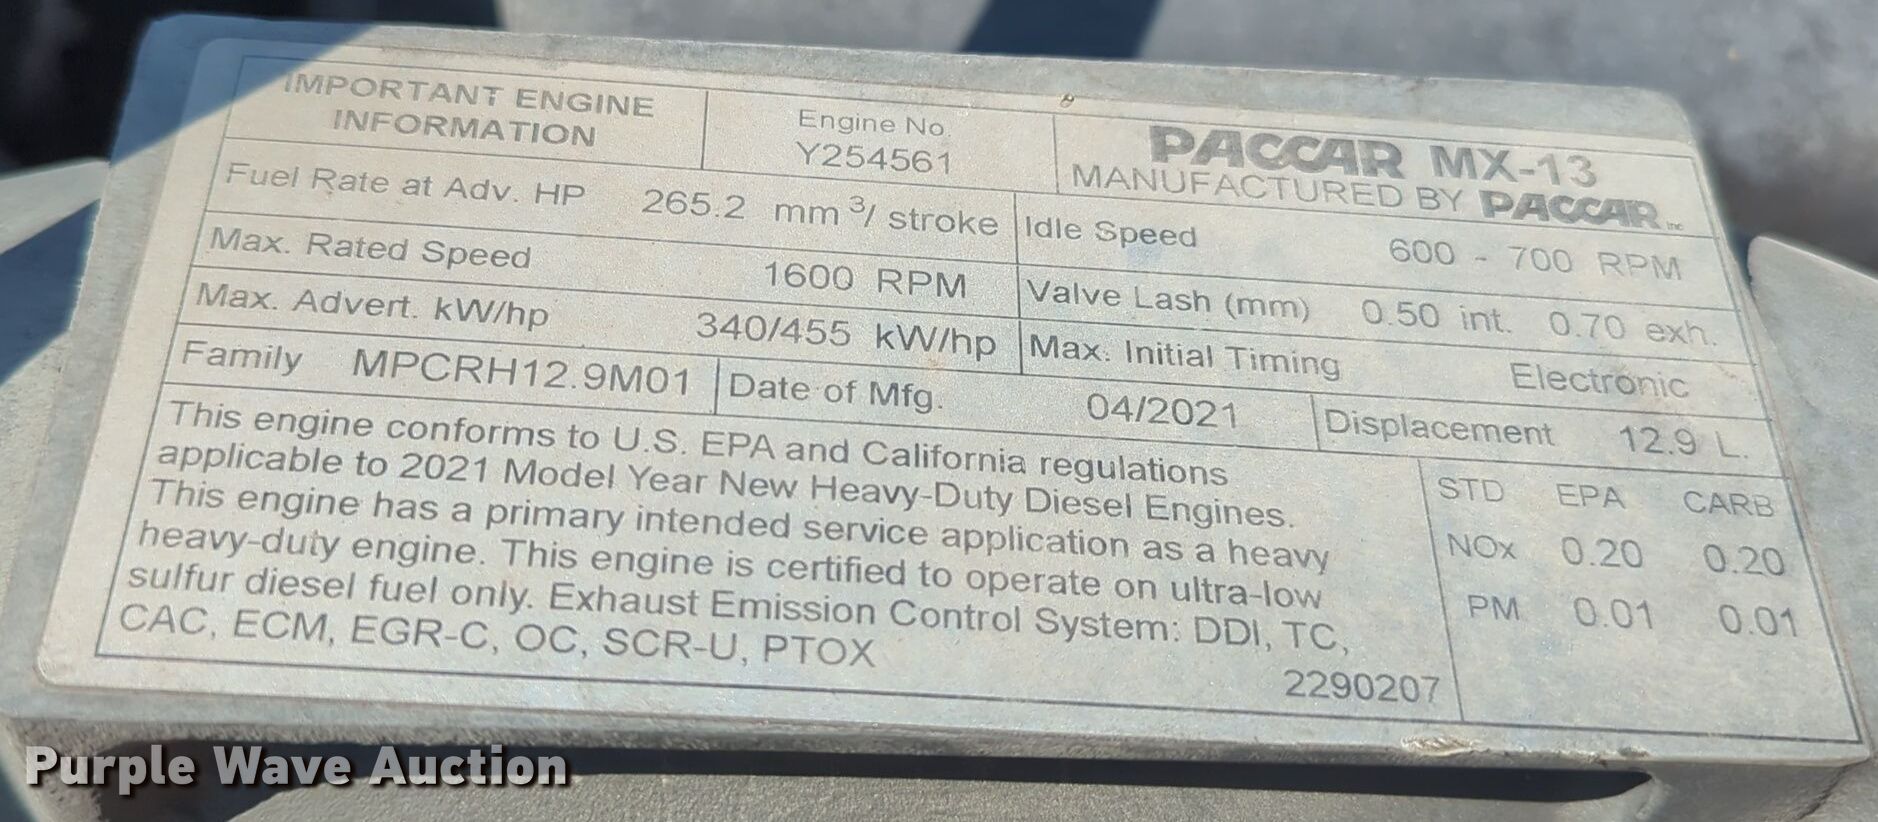 IMPORTANT ENGINE
INFORMATION
Engine No.
Y254561
PACCAR MX-13
MANUFACTURED BY PACCAR Inc
Fuel Rate at Adv. HP 265.2 mm³/ stroke
Idle Speed 600 - 700 RPM
Max. Rated Speed 1600 RPM
Valve Lash (mm) 0.50 int. 0.70 exh.
Max. Advert. kW/hp 340/455 kW/hp
Max. Initial Timing Electronic
Family MPCRH12.9M01
Date of Mfg. 04/2021
Displacement 12.9 L.
This engine conforms to U.S. EPA and California regulations
applicable to 2021 Model Year New Heavy-Duty Diesel Engines.
This engine has a primary intended service application as a heavy
heavy-duty engine. This engine is certified to operate on ultra-low
sulfur diesel fuel only. Exhaust Emission Control System: DDI, TC,
CAC, ECM, EGR-C, OC, SCR-U, PTOX
2290207
STD EPA CARB
NOx 0.20 0.20
PM 0.01 0.01
Purple Wave Auction